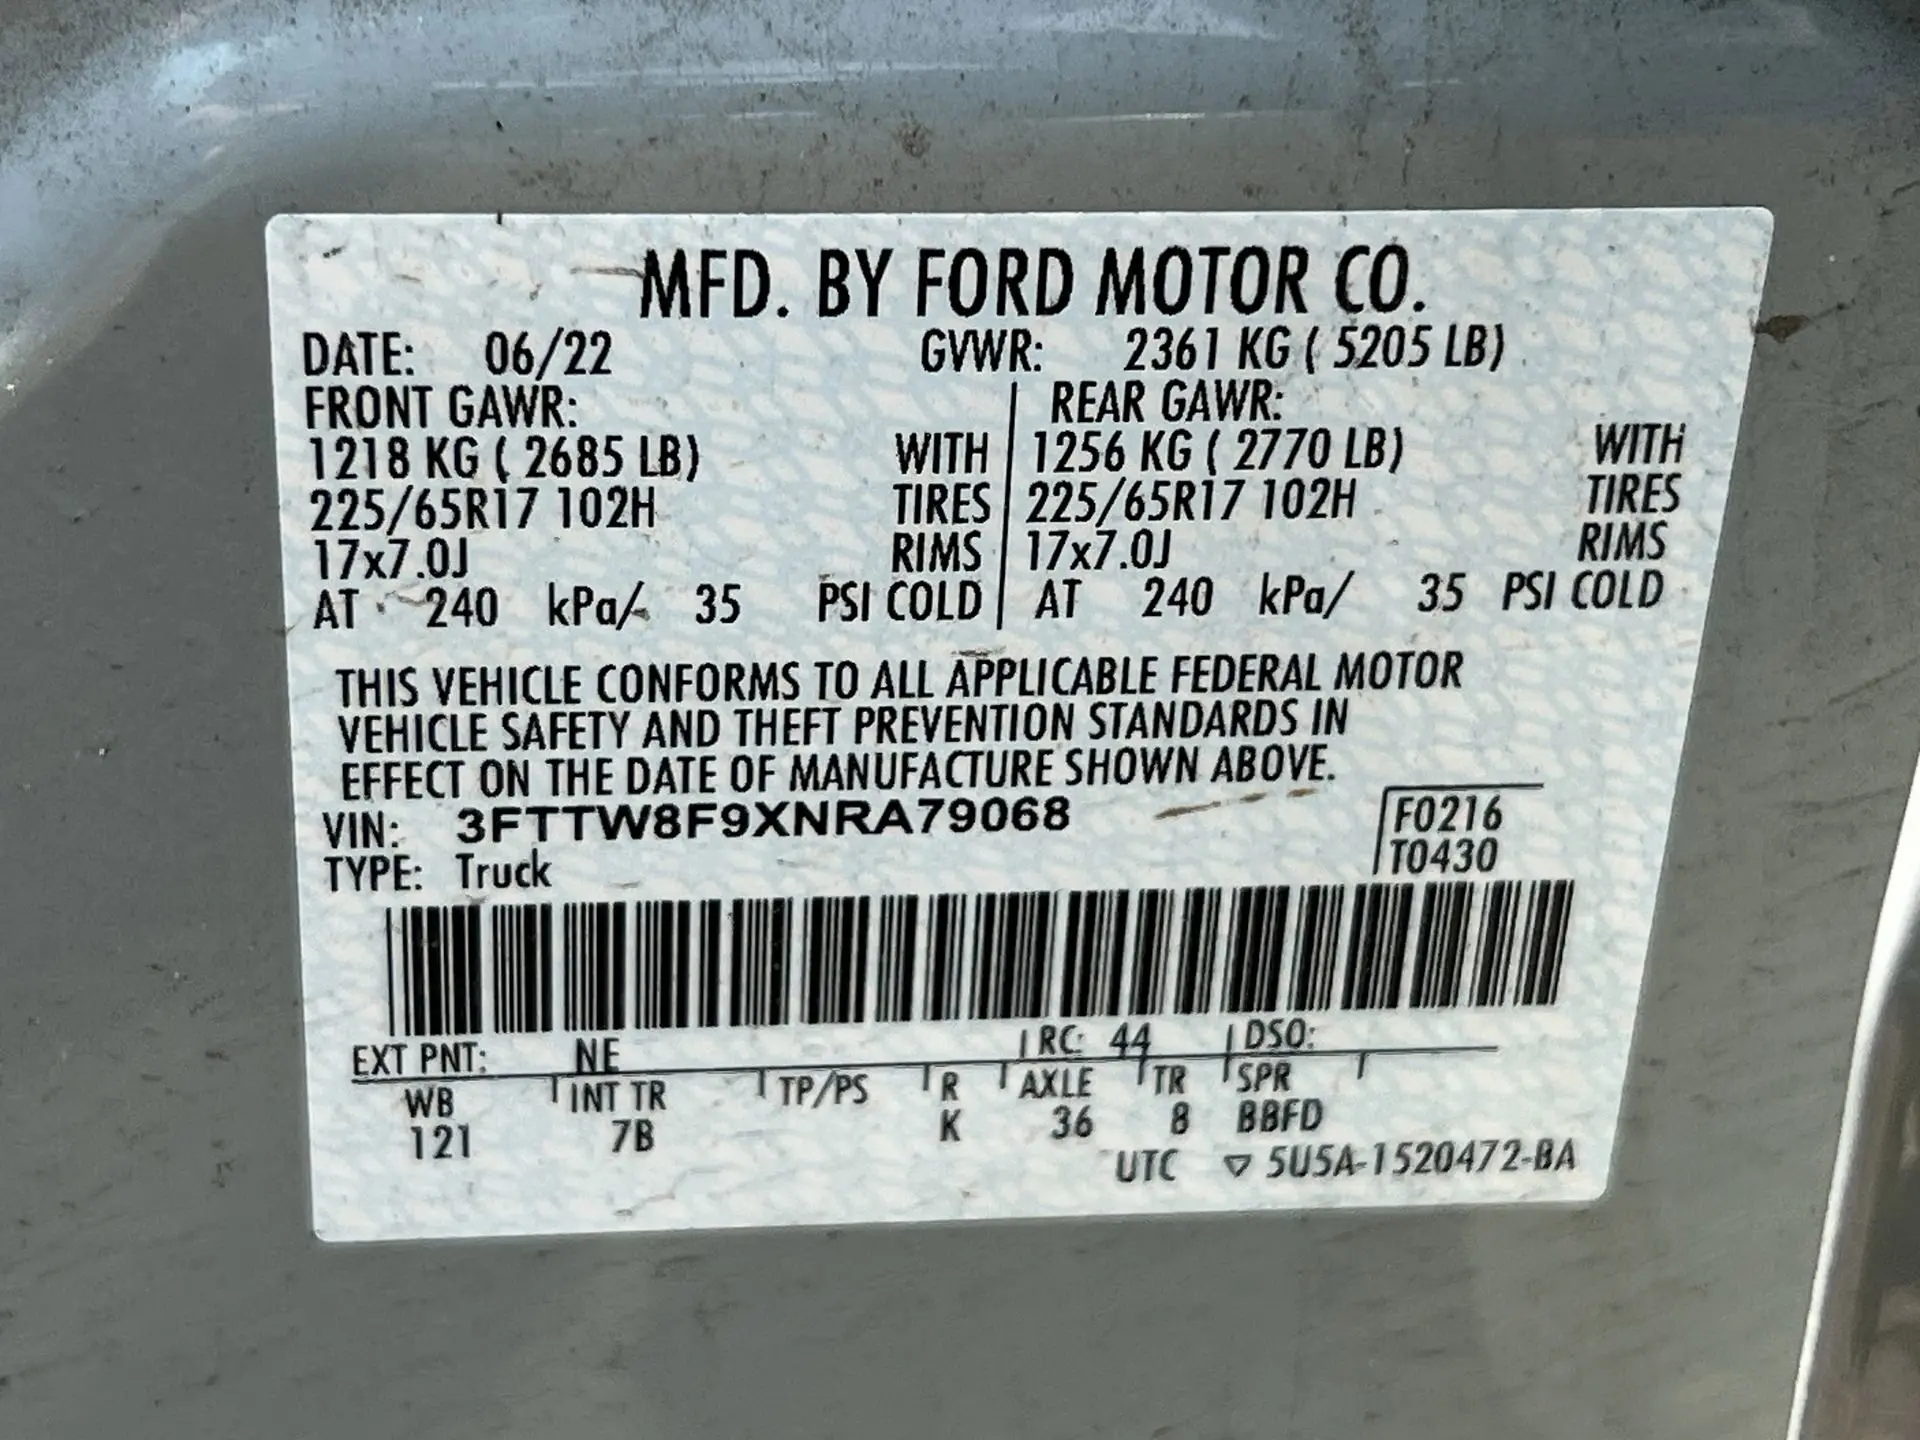 MFD. BY FORD MOTOR CO.
DATE: 06/22 GVWR: 2361 KG ( 5205 LB)
FRONT GAWR: REAR GAWR:
1218 KG ( 2685 LB) WITH 1256 KG ( 2770 LB) WITH
225/65R17 102H TIRES 225/65R17 102H TIRES
17x7.0J RIMS 17x7.0J RIMS
AT 240 kPa/ 35 PSI COLD AT 240 kPa/ 35 PSI COLD
THIS VEHICLE CONFORMS TO ALL APPLICABLE FEDERAL MOTOR
VEHICLE SAFETY AND THEFT PREVENTION STANDARDS IN
EFFECT ON THE DATE OF MANUFACTURE SHOWN ABOVE.
VIN: 3FTTW8F9XNRA79068 F0216
TYPE: Truck T0430
EXT PNT: NE RC: 44 DSO:
WB INT TR TP/PS R AXLE TR SPR
121 7B K 36 8 BBFD
UTC ▽ 5U5A-1520472-BA